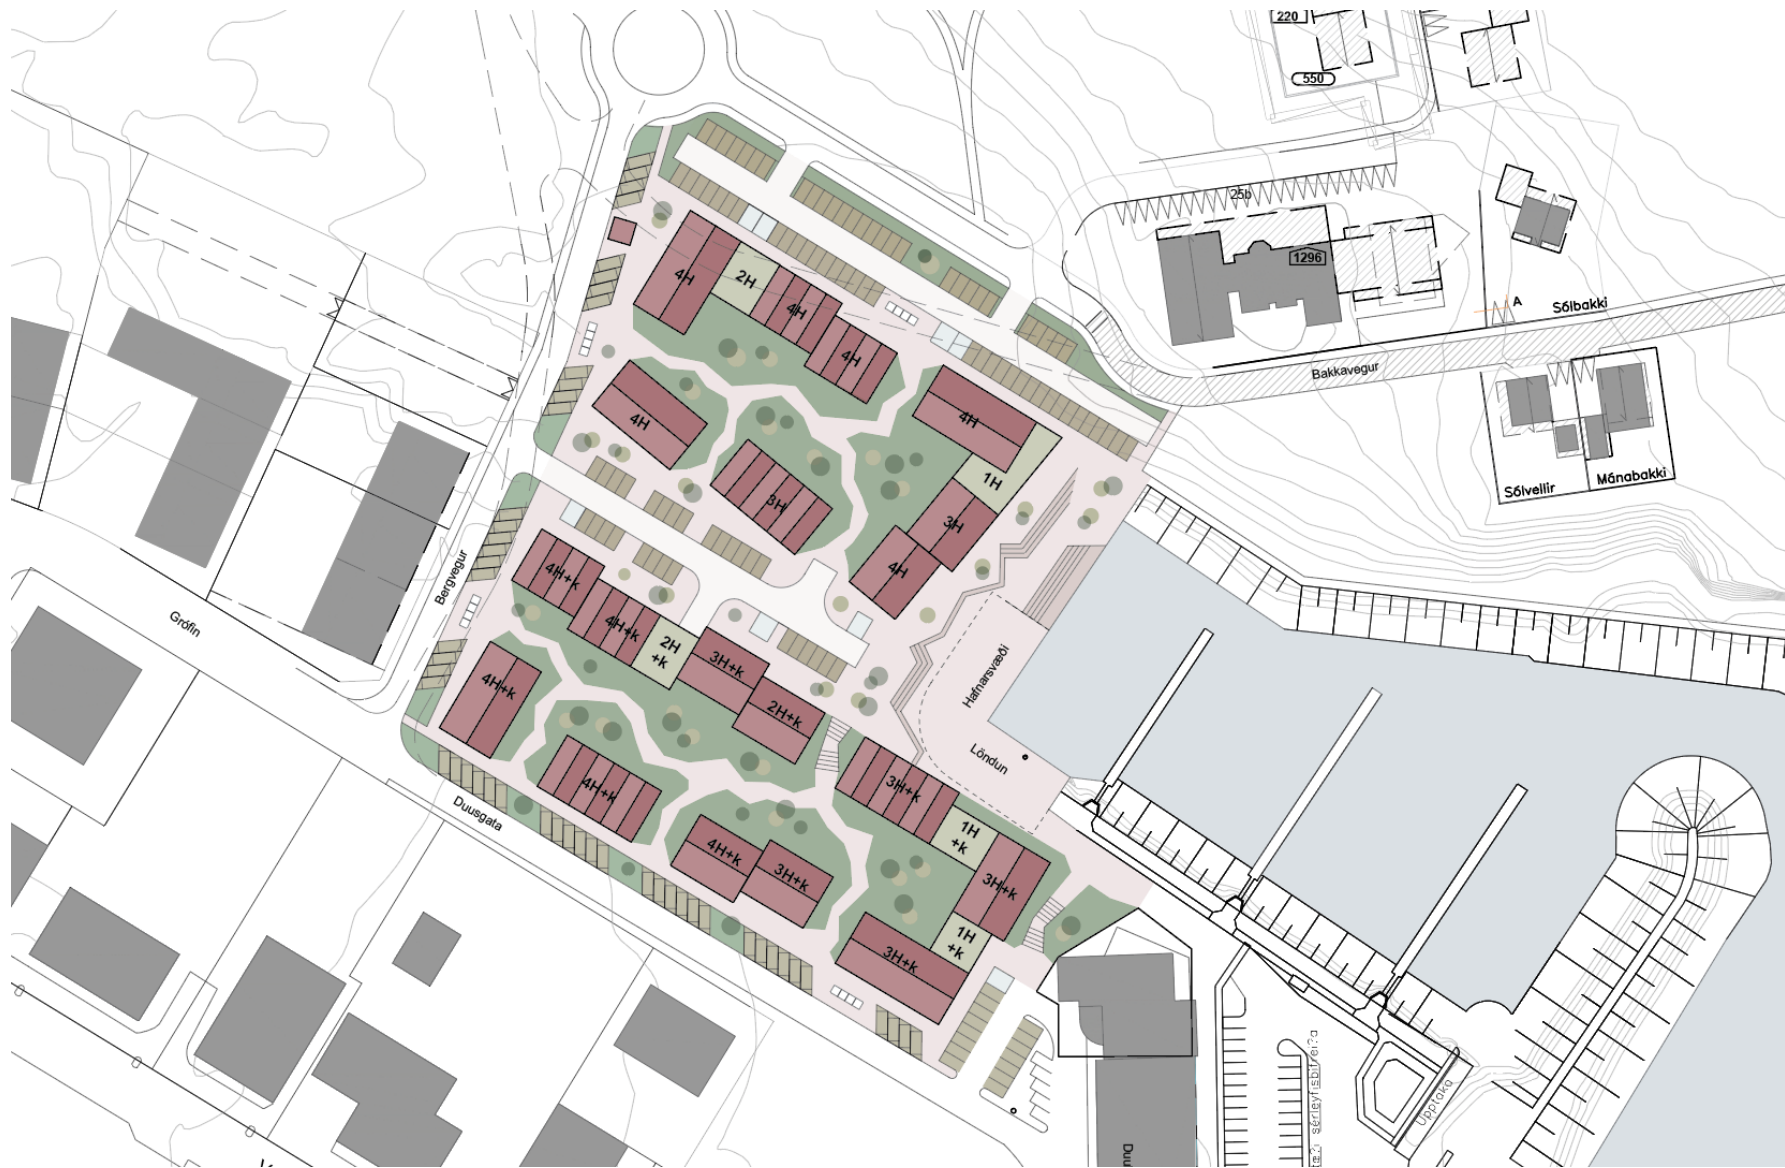 220
550
25b
1296
A
Sólbakki
Bakkavegur
Sólvellir
Mánabakki
4H
2H
4H
4H
4H
4H
3H
1H
3H
4H
Bergvegur
Grófin
4H+k
4H+k
2H
+k
3H+k
2H+k
4H+k
4H+k
Hafnarsvæði
Löndun
Duusgata
3H+k
1H
+k
4H+k
3H+k
3H+k
1H
+k
3H+k
Upptaka